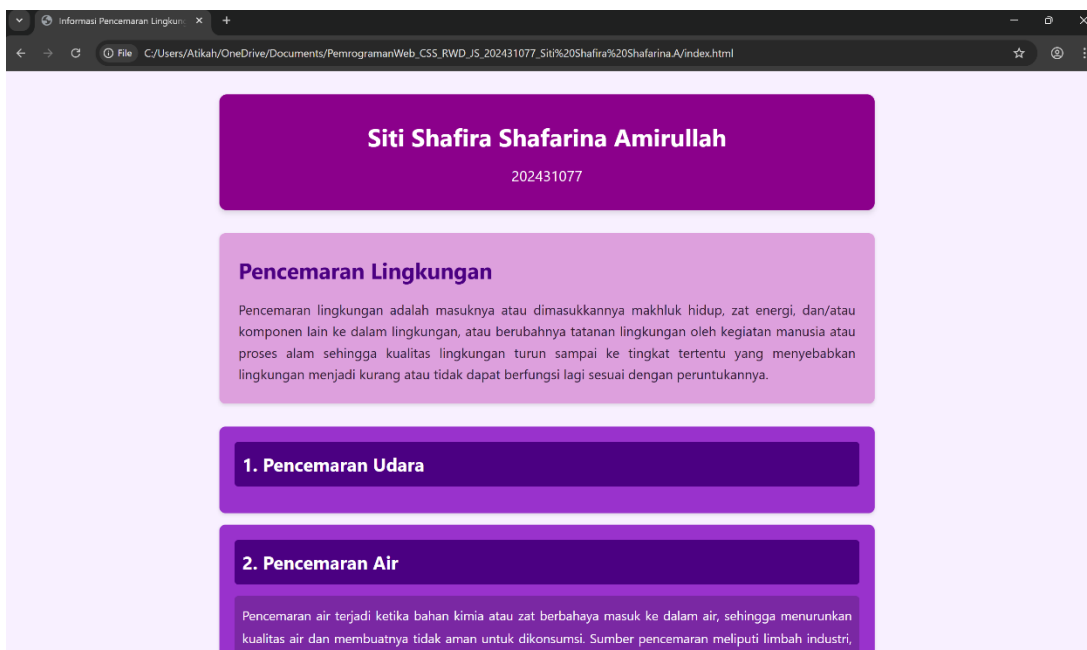 Informasi Pencemaran Lingkung
File C:/Users/Atikah/OneDrive/Documents/PemrogramanWeb_CSS_RWD_JS_202431077_Siti%20Shafira%20Shafarina.A/index.html
Siti Shafira Shafarina Amirullah
202431077
Pencemaran Lingkungan
Pencemaran lingkungan adalah masuknya atau dimasukkannya makhluk hidup, zat energi, dan/atau
komponen lain ke dalam lingkungan, atau berubahnya tatanan lingkungan oleh kegiatan manusia atau
proses alam sehingga kualitas lingkungan turun sampai ke tingkat tertentu yang menyebabkan
lingkungan menjadi kurang atau tidak dapat berfungsi lagi sesuai dengan peruntukannya.
1. Pencemaran Udara
2. Pencemaran Air
Pencemaran air terjadi ketika bahan kimia atau zat berbahaya masuk ke dalam air, sehingga menurunkan
kualitas air dan membuatnya tidak aman untuk dikonsumsi. Sumber pencemaran meliputi limbah industri,